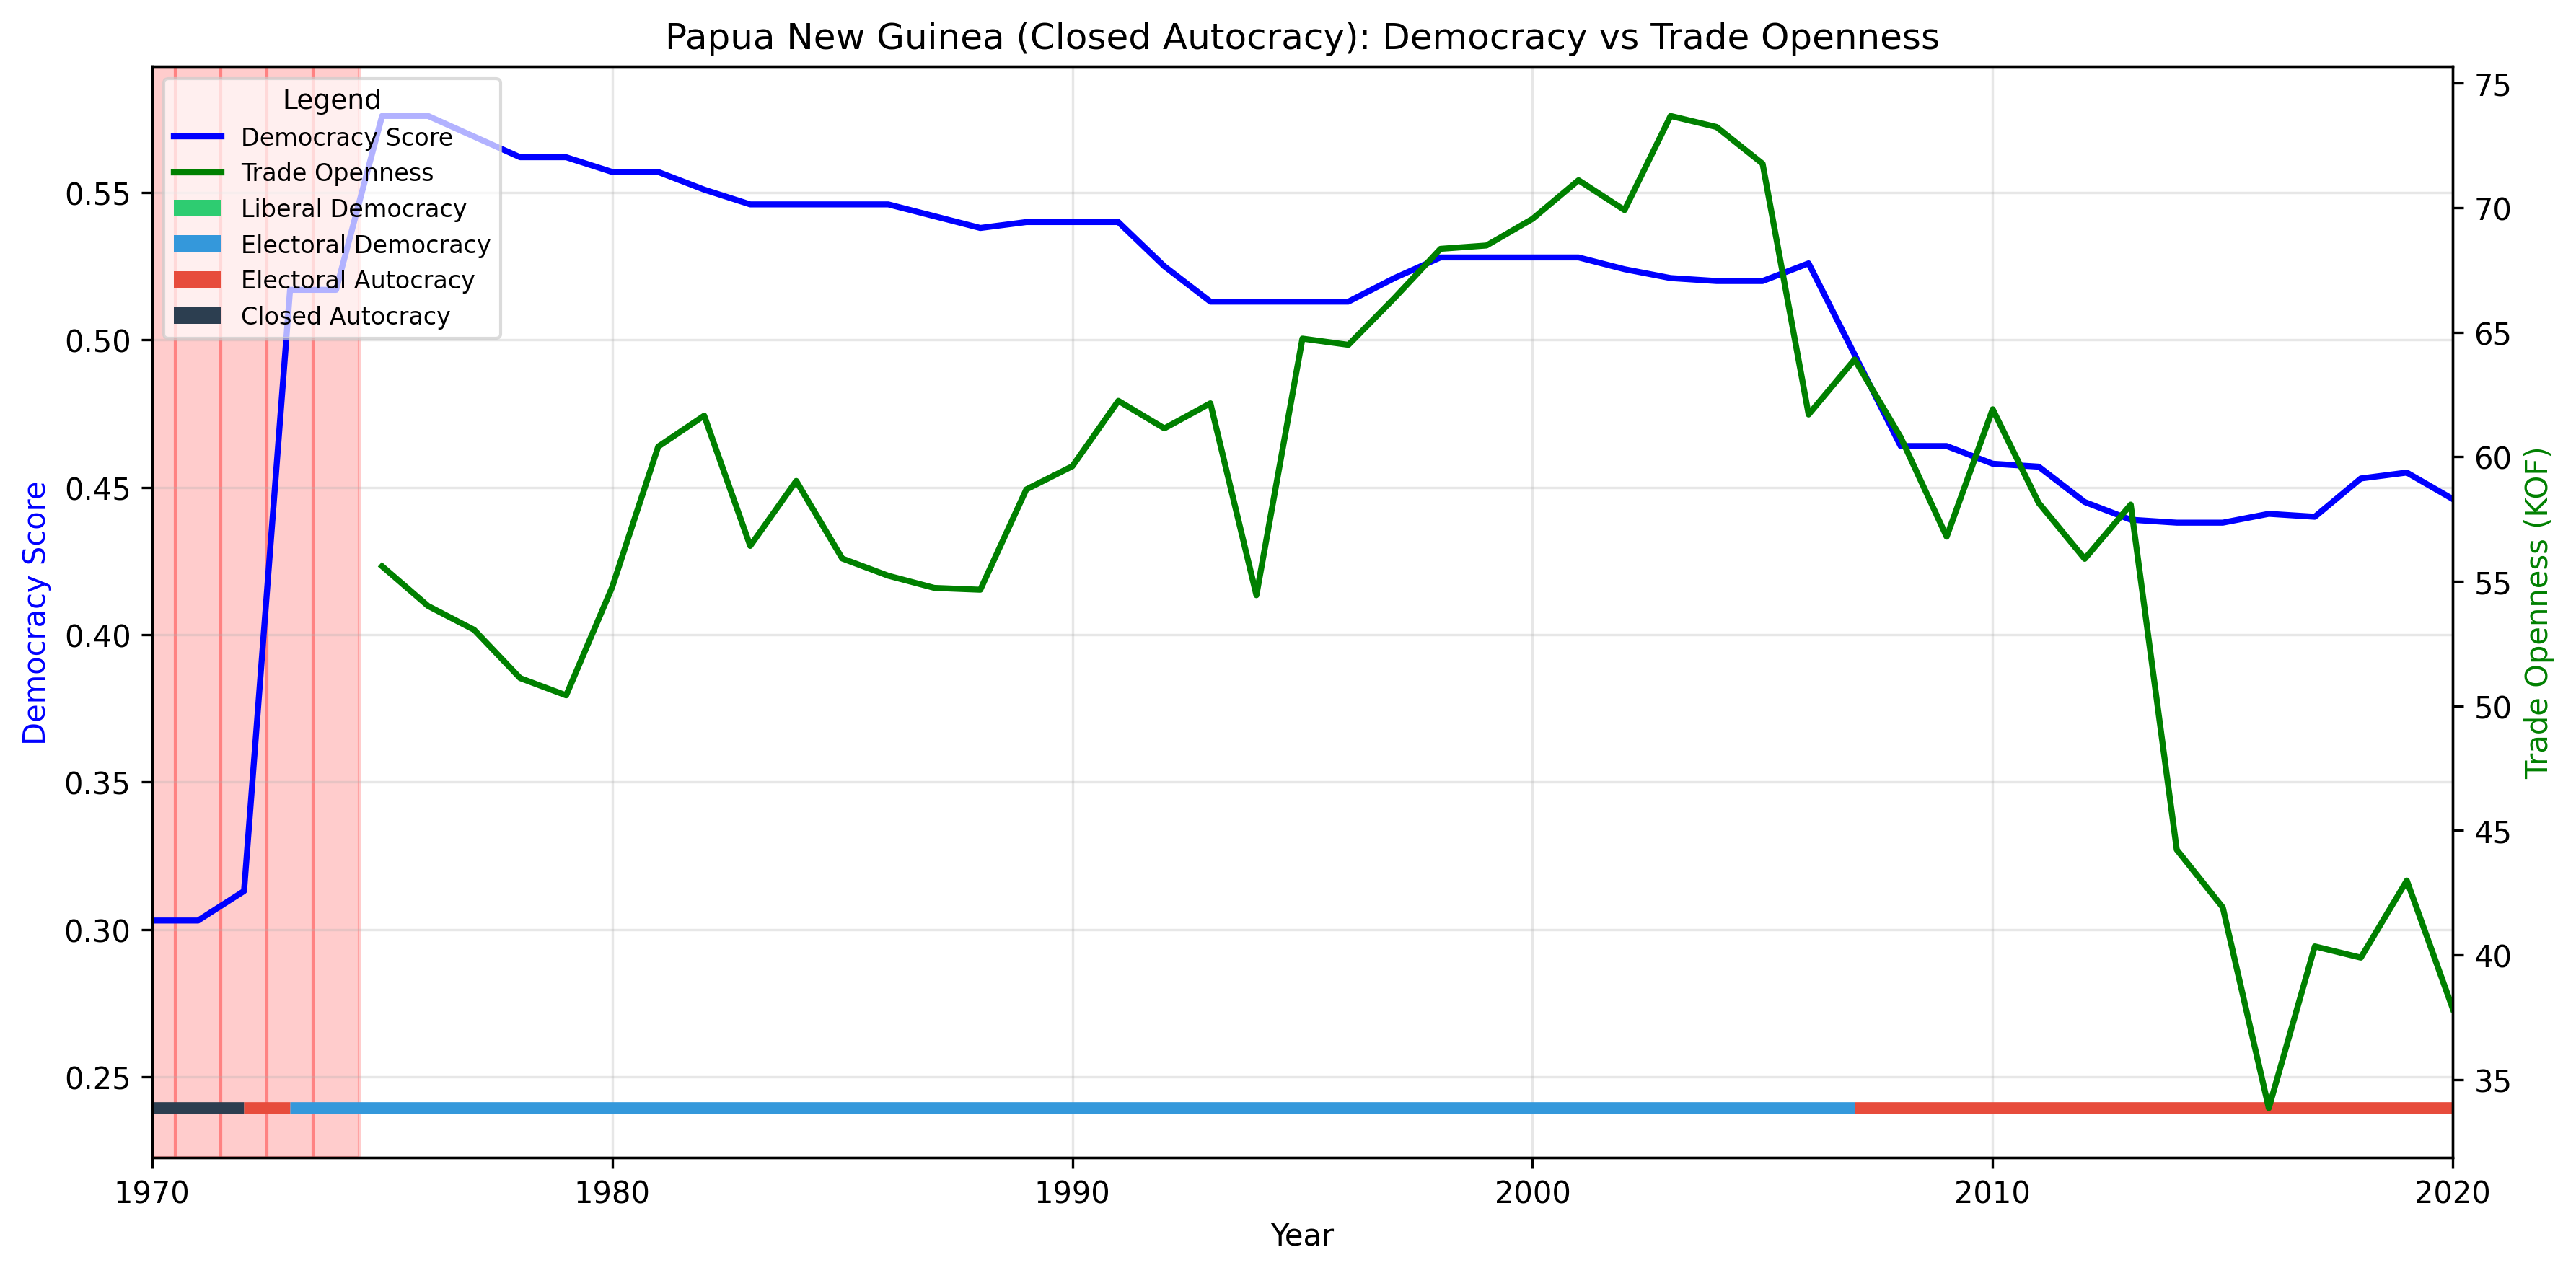 Papua New Guinea (Closed Autocracy): Democracy vs Trade Openness
Legend
Democracy Score
Trade Openness
Liberal Democracy
Electoral Democracy
Electoral Autocracy
Closed Autocracy
Democracy Score
0.55
0.50
0.45
0.40
0.35
0.30
0.25
75
70
65
60
55
50
45
40
35
Trade Openness (KOF)
1970 1980 1990 2000 2010 2020
Year